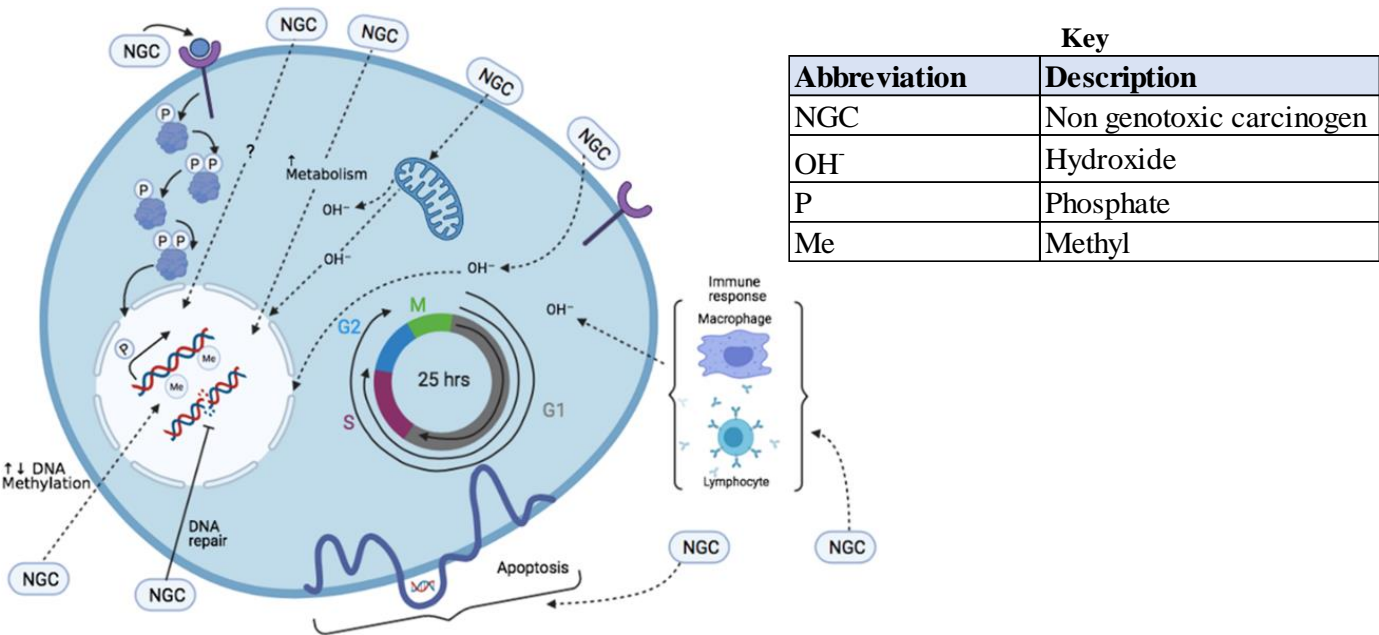 NGC
NGC
NGC
NGC
NGC
P
P P
P
P P
?
↑
Metabolism
OH⁻
OH⁻
OH⁻
OH⁻
P
Me
Me
M
G2
S
G1
25 hrs
Immune
response
Macrophage
Lymphocyte
↑↓ DNA
Methylation
DNA
repair
Apoptosis
NGC
NGC
NGC
NGC
Key
Abbreviation Description
NGC Non genotoxic carcinogen
OH⁻ Hydroxide
P Phosphate
Me Methyl